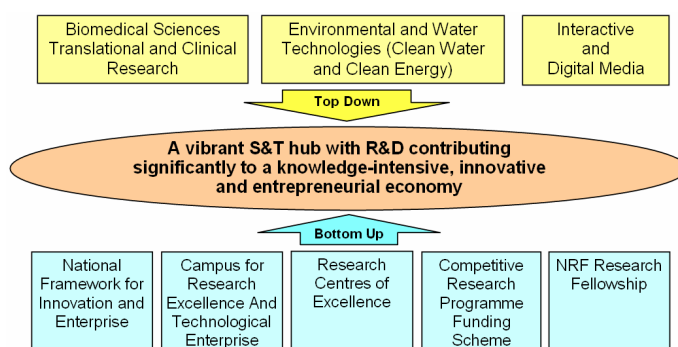 Biomedical Sciences
Translational and Clinical
Research
Environmental and Water
Technologies (Clean Water
and Clean Energy)
Interactive
and
Digital Media
Top Down
A vibrant S&T hub with R&D contributing
significantly to a knowledge-intensive, innovative
and entrepreneurial economy
Bottom Up
National
Framework for
Innovation and
Enterprise
Campus for
Research
Excellence And
Technological
Enterprise
Research
Centres of
Excellence
Competitive
Research
Programme
Funding
Scheme
NRF Research
Fellowship